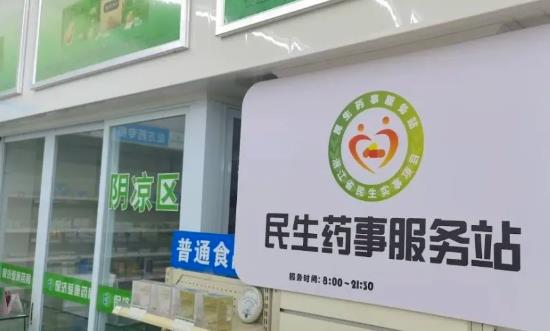 民生药事服务站
浙江省民生实事项目
民生药事服务站
服务时间：8:00~21:30
阴凉区
普通食